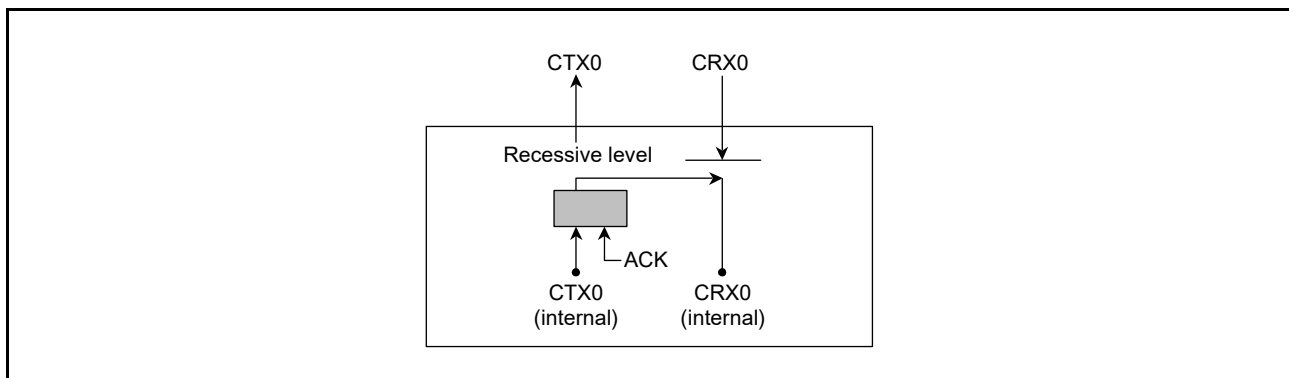 CTX0 CRX0
Recessive level
ACK
CTX0 CRX0
(internal) (internal)